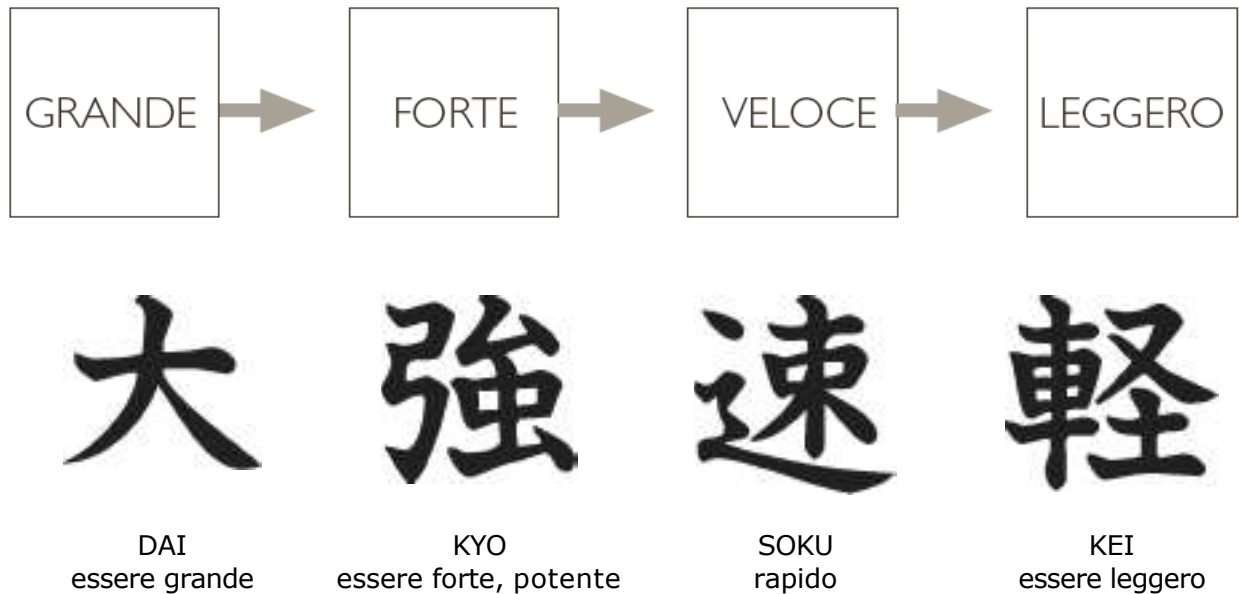 GRANDE
FORTE
VELOCE
LEGGERO
大
強
速
軽
DAI
essere grande
KYO
essere forte, potente
SOKU
rapido
KEI
essere leggero